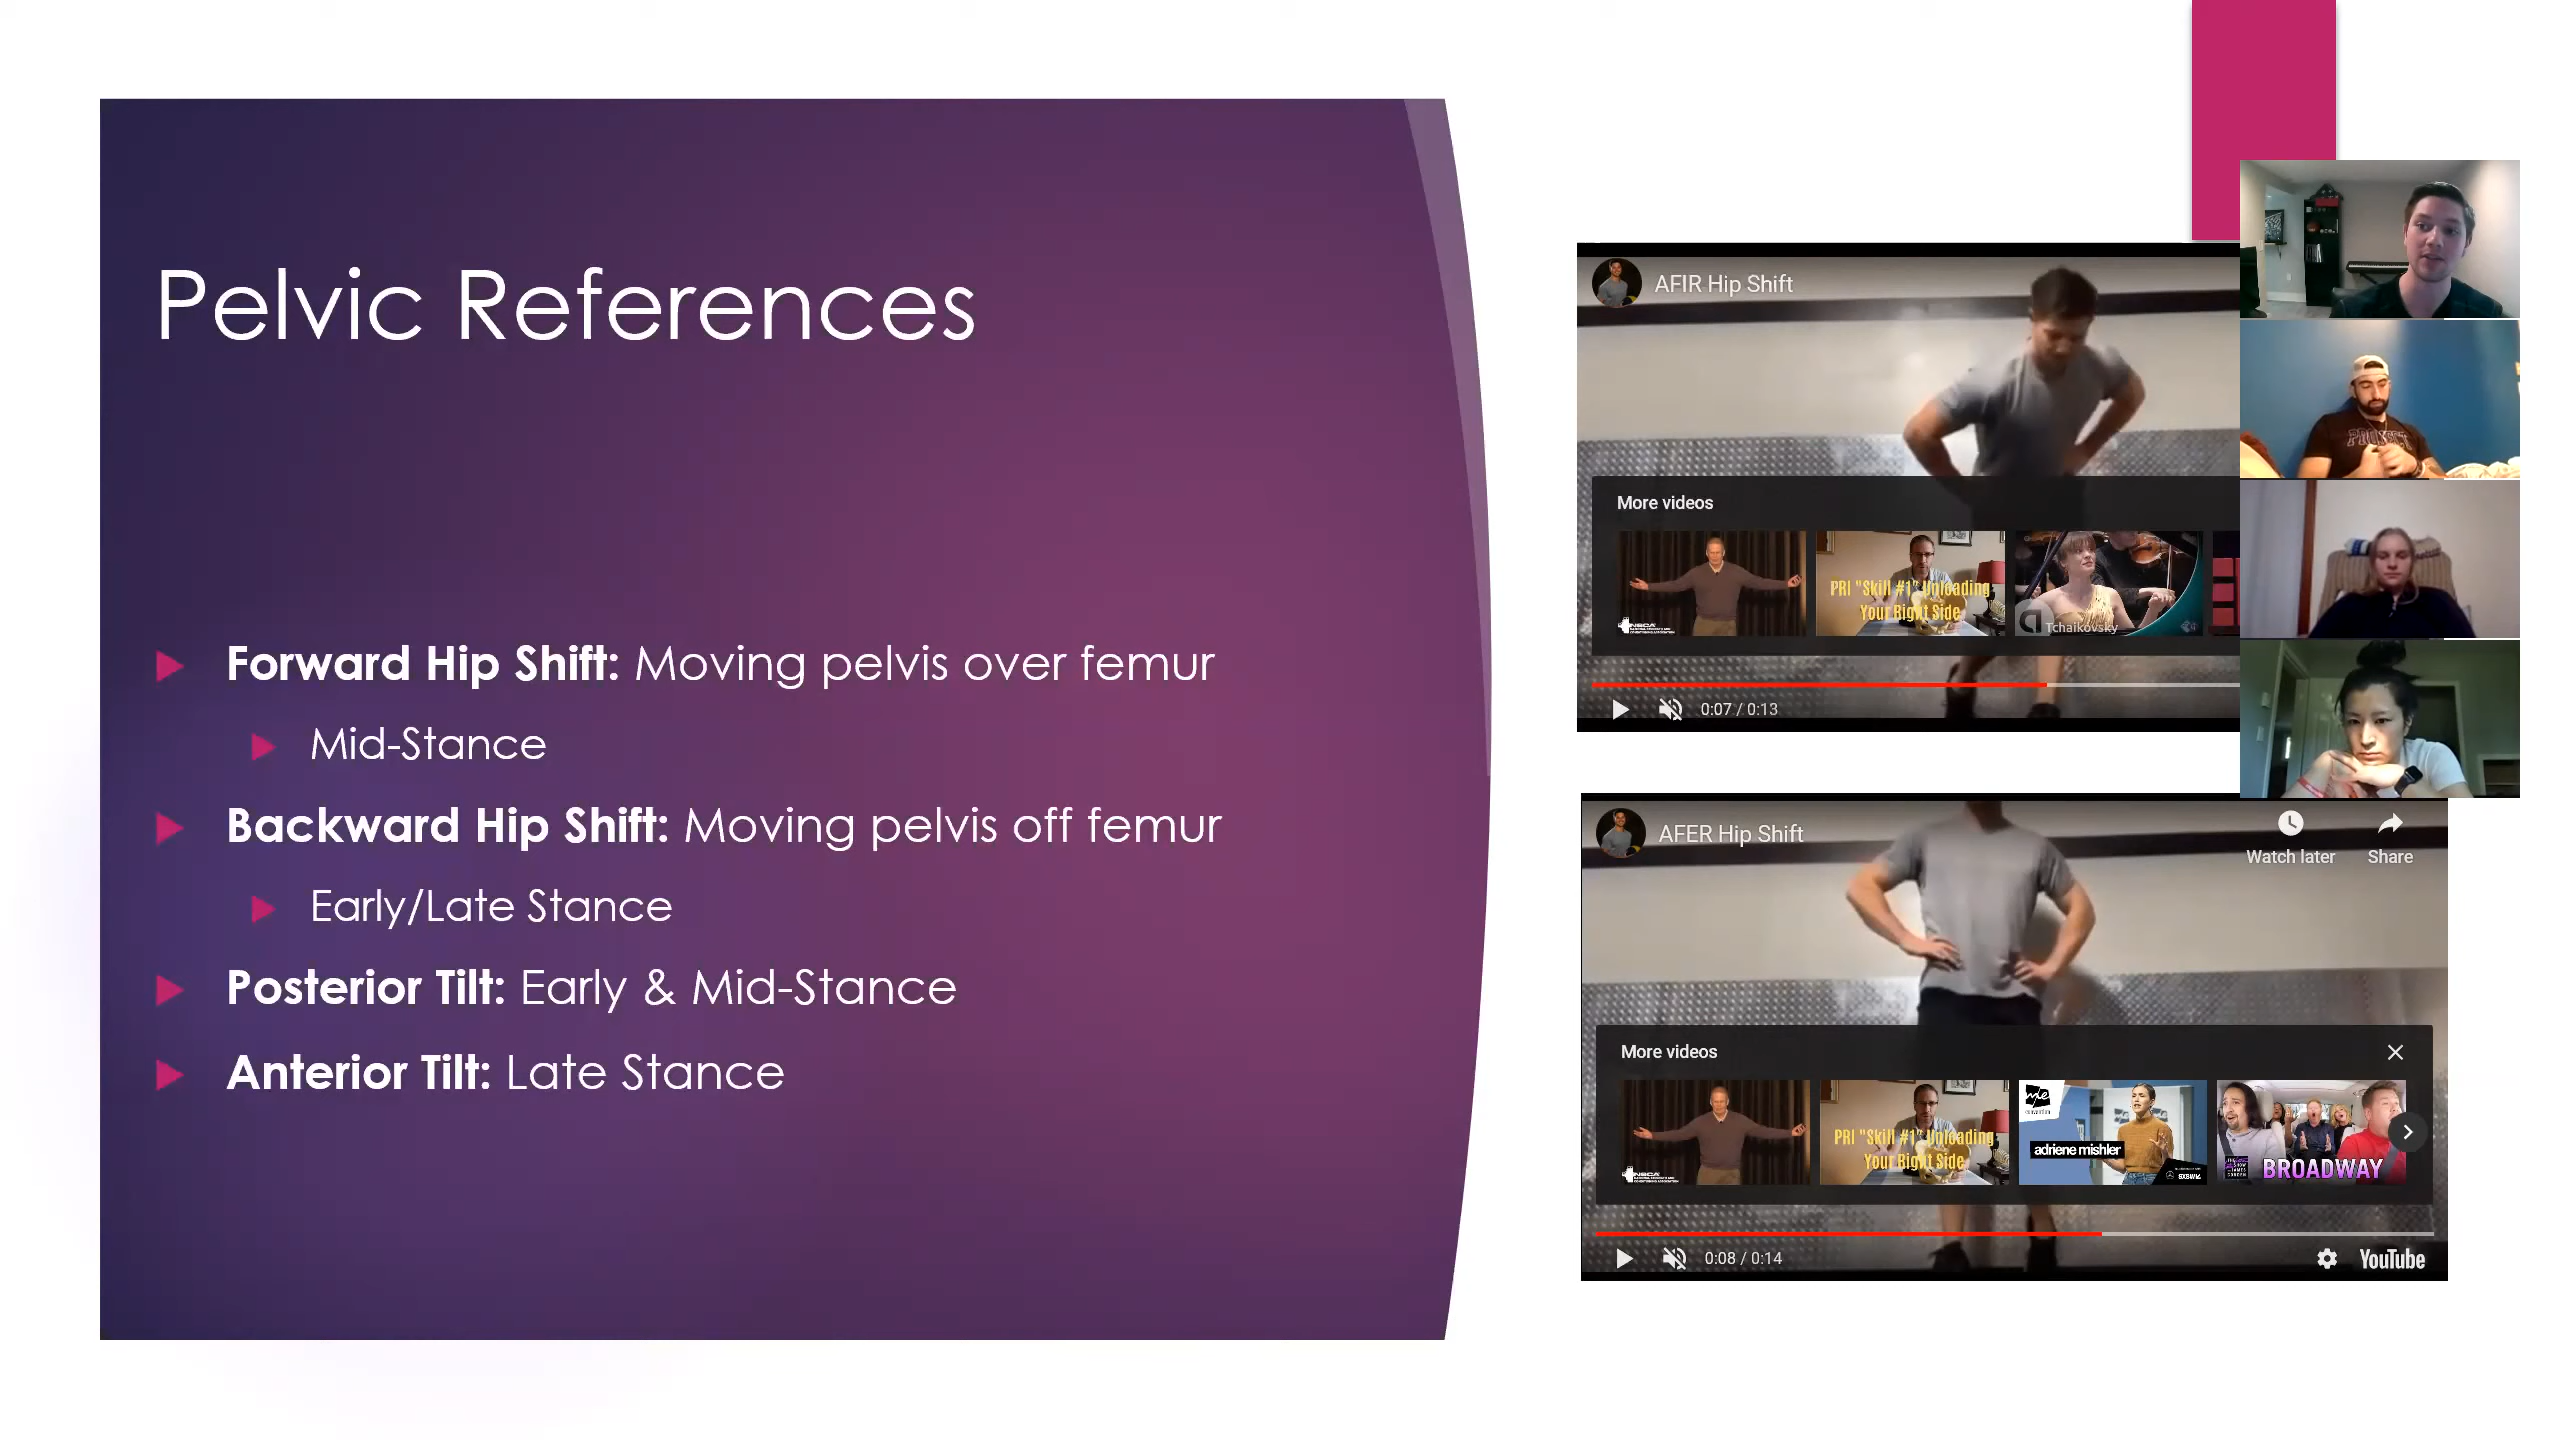 Pelvic References
Forward Hip Shift: Moving pelvis over femur
Mid-Stance
Backward Hip Shift: Moving pelvis off femur
Early/Late Stance
Posterior Tilt: Early & Mid-Stance
Anterior Tilt: Late Stance
AFIR Hip Shift
More videos
NSCA
PRI "Skill #1" Unloading
Your Right Side
Tchaikovsky
0:07 / 0:13
AFER Hip Shift
Watch later
Share
More videos
NSCA
PRI "Skill #1" Unloading
Your Right Side
adriene mishler
BROADWAY
0:08 / 0:14
YouTube